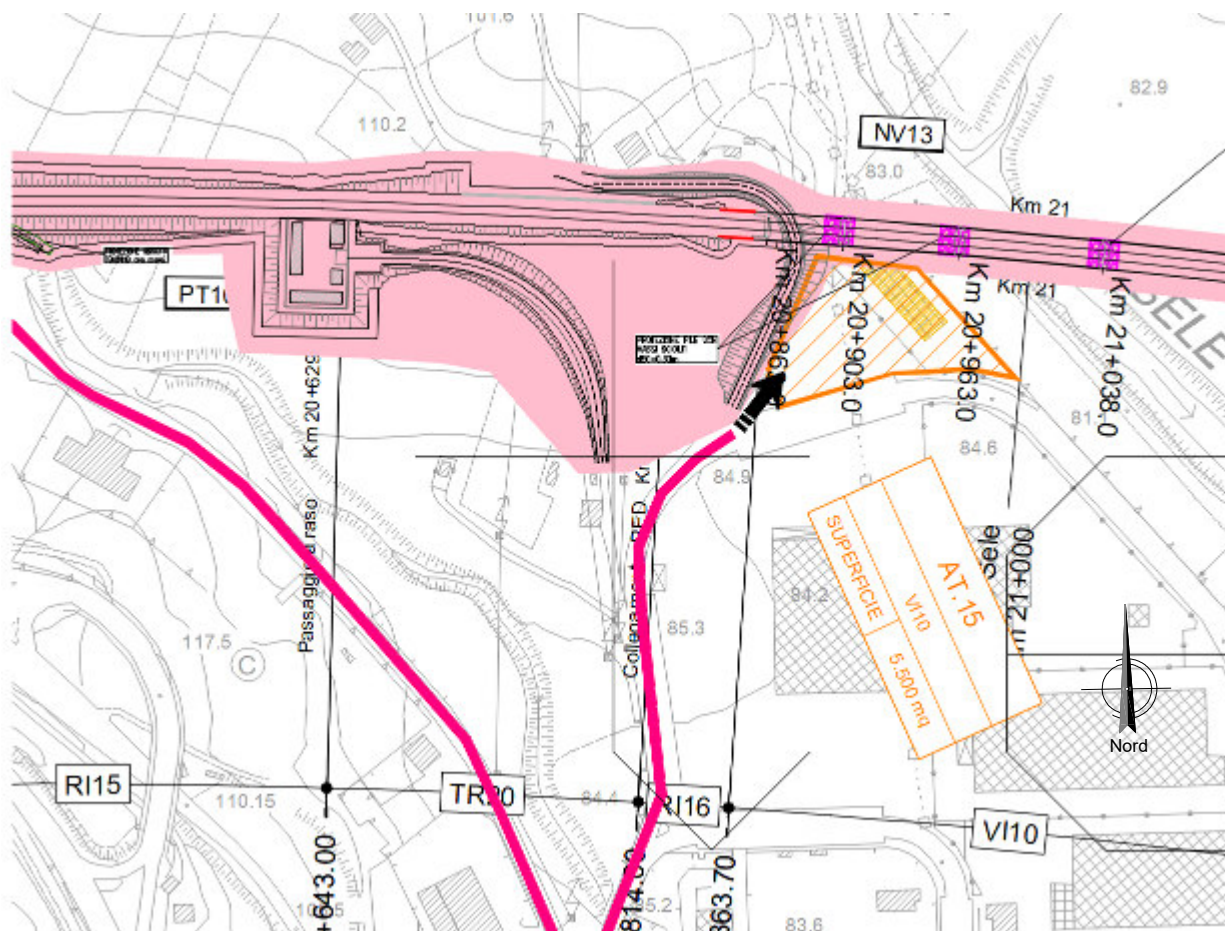 101.6
82.9
110.2
NV13
83.0
Km 21
Km 21
PT10
SELE
Km 20+629
Km 20+903.0
Km 20+963.0
Km 21+038.0
81.
84.6
84.9
Passaggio a raso
AT.15
VI10
SUPERFICIE
5.500 mq
21+000
84.2
85.3
117.5
C
Nord
RI15
110.15
TR20
84.4
RI16
VI10
+643.00
814.00
863.70
85.2
83.6